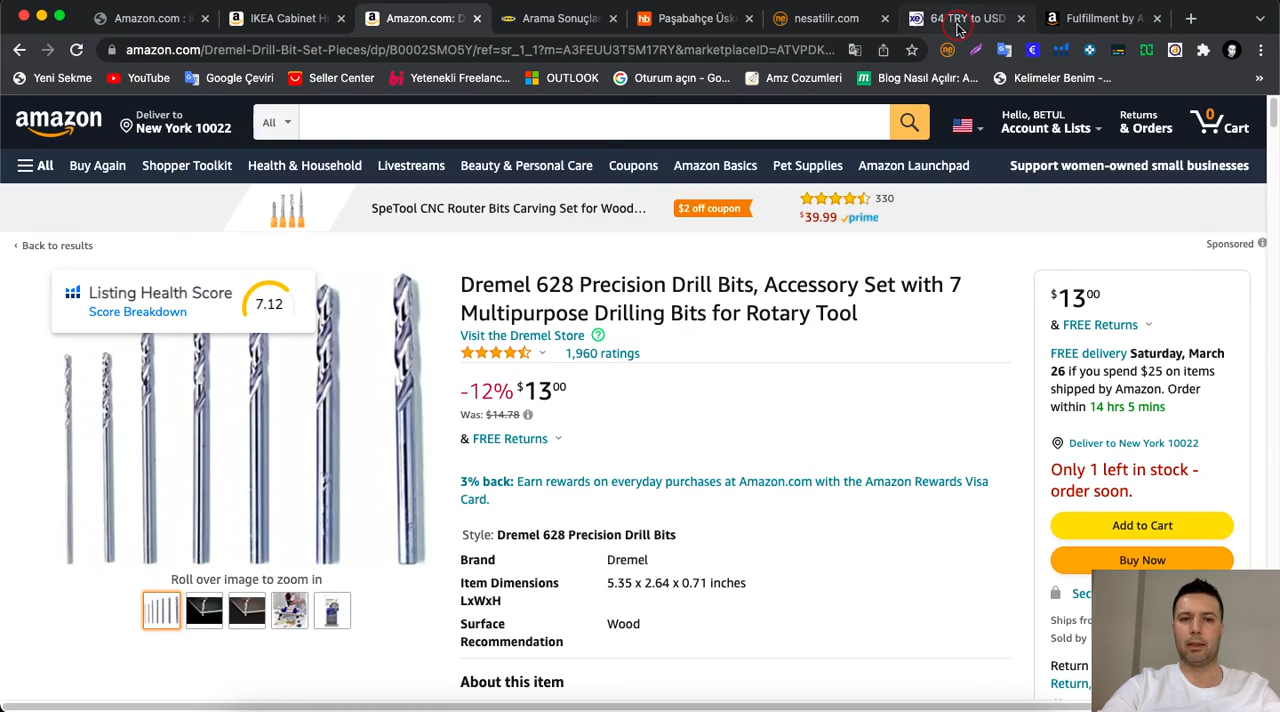 Amazon.com: il
IKEA Cabinet H
Amazon.com: D
Arama Sonuçlar
Paşabahçe Üsk
nesatilir.com
64 TRY to USD
Fulfillment by A
amazon.com/Dremel-Drill-Bit-Set-Pieces/dp/B0002SMO5Y/ref=sr_1_1?m=A3FEUU3T5M17RY&marketplaceID=ATVPDK...
Yeni Sekme
YouTube
Google Çeviri
Seller Center
Yetenekli Freelanc...
OUTLOOK
Oturum açın - Go...
Amz Cozumleri
Blog Nasıl Açılır: A...
Kelimeler Benim -...
»
amazon
Deliver to
New York 10022
All
Hello, BETUL
Account & Lists
Returns
& Orders
0
Cart
All
Buy Again
Shopper Toolkit
Health & Household
Livestreams
Beauty & Personal Care
Coupons
Amazon Basics
Pet Supplies
Amazon Launchpad
Support women-owned small businesses
SpeTool CNC Router Bits Carving Set for Wood...
$2 off coupon
330
$39.99 prime
‹ Back to results
Sponsored
Listing Health Score
Score Breakdown
7.12
Roll over image to zoom in
Dremel 628 Precision Drill Bits, Accessory Set with 7
Multipurpose Drilling Bits for Rotary Tool
Visit the Dremel Store
1,960 ratings
-12% $13 00
Was: $14.78
& FREE Returns
3% back: Earn rewards on everyday purchases at Amazon.com with the Amazon Rewards Visa
Card.
Style: Dremel 628 Precision Drill Bits
Brand Dremel
Item Dimensions 5.35 x 2.64 x 0.71 inches
LxWxH
Surface Wood
Recommendation
About this item
$13 00
& FREE Returns
FREE delivery Saturday, March
26 if you spend $25 on items
shipped by Amazon. Order
within 14 hrs 5 mins
Deliver to New York 10022
Only 1 left in stock -
order soon.
Add to Cart
Buy Now
Sec
Ships fro
Sold by
Return
Return,